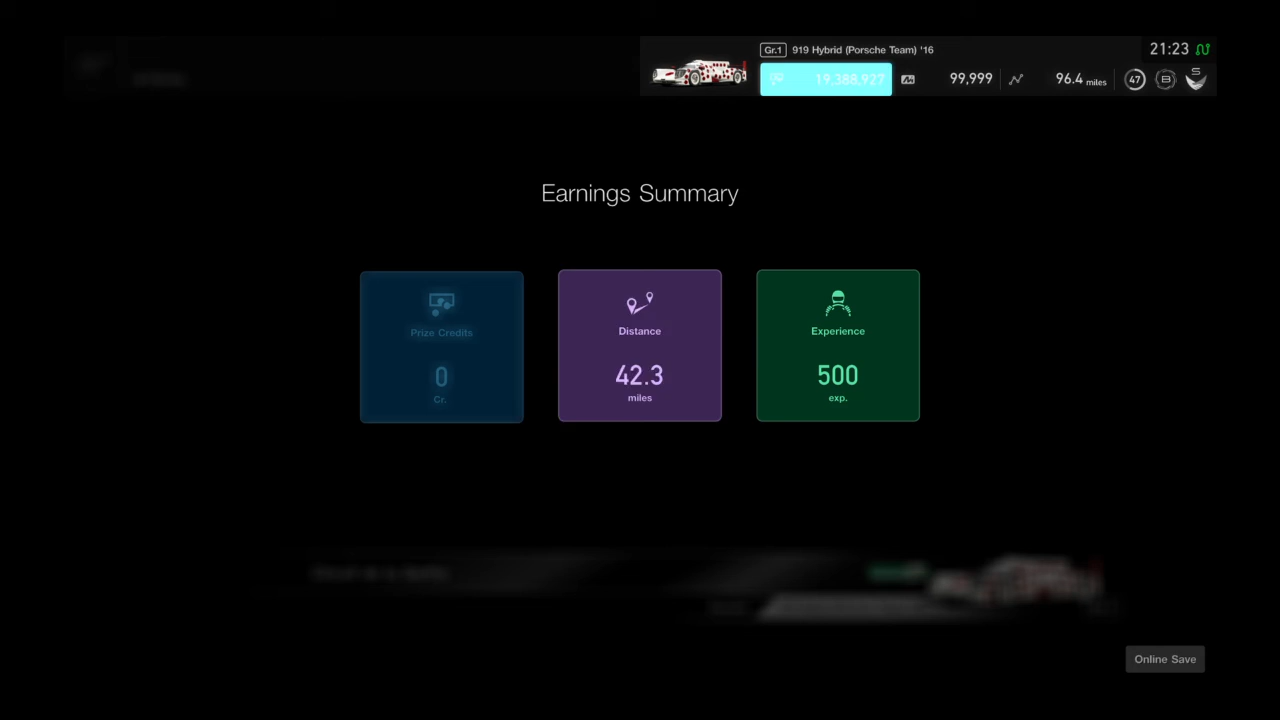 Gr.1 919 Hybrid (Porsche Team) '16
21:23
19,388,927
99,999
96.4 miles
47
B
S
Earnings Summary
Prize Credits
0
Cr.
Distance
42.3
miles
Experience
500
exp.
Online Save